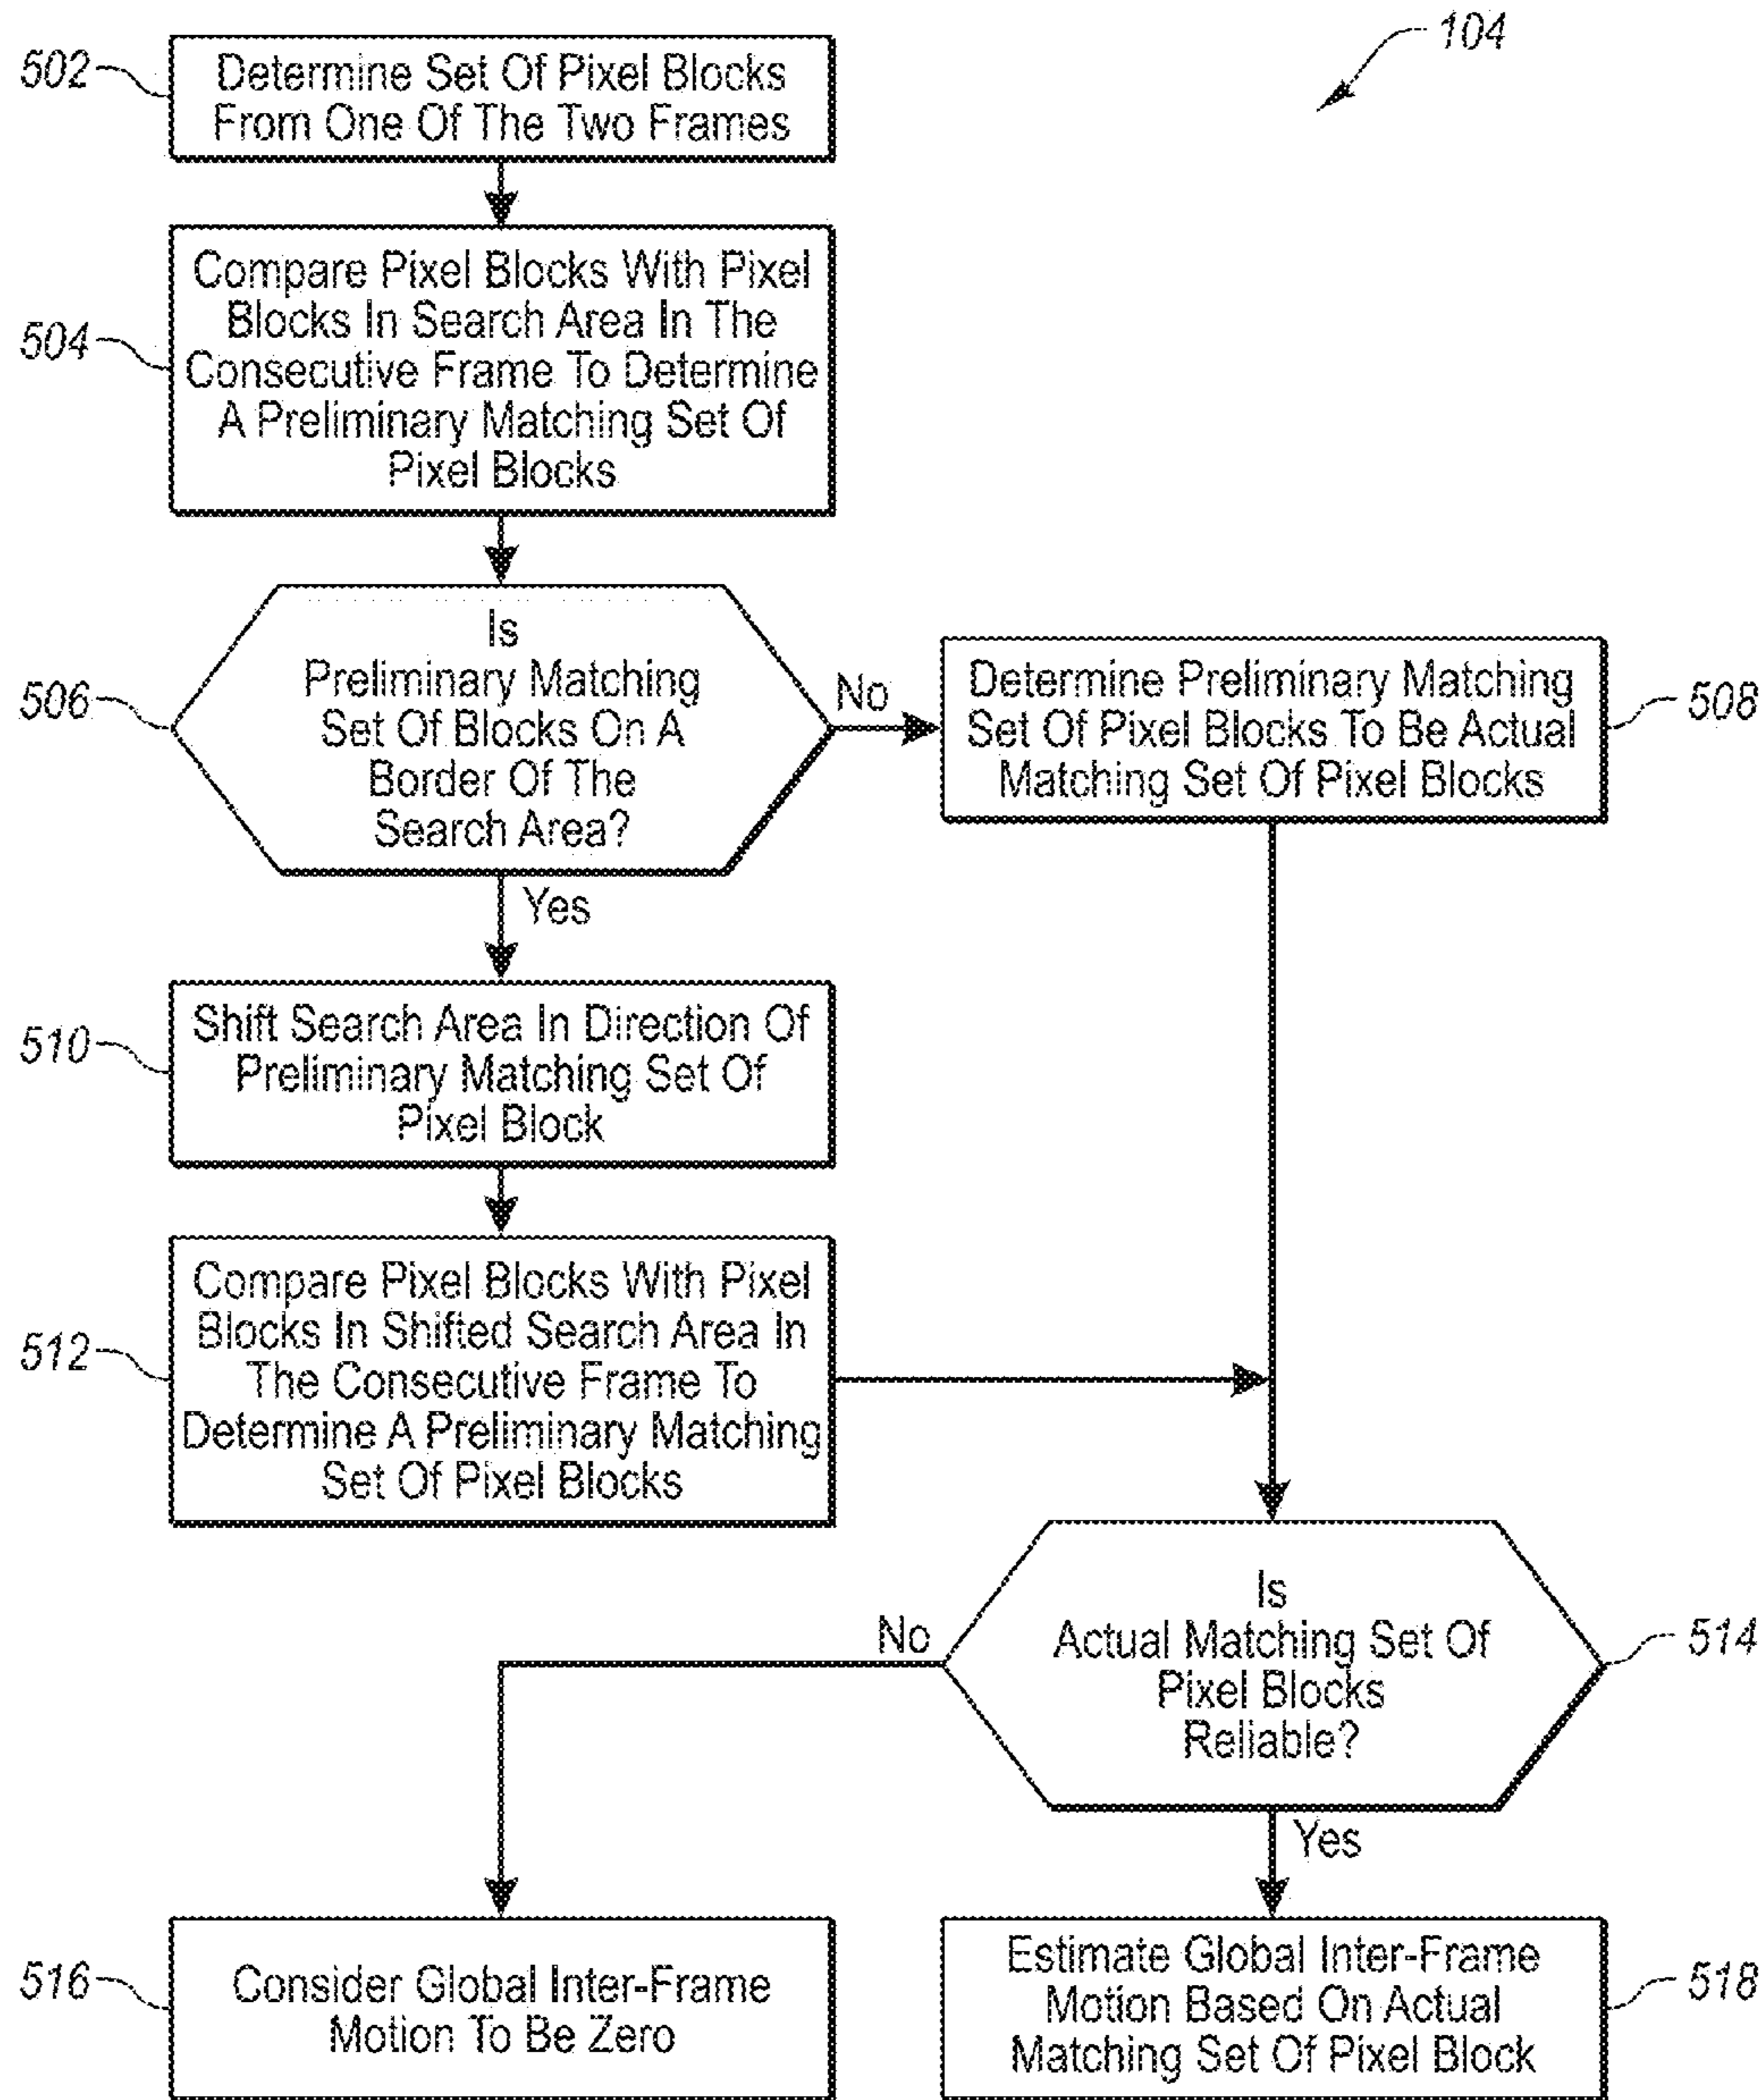 104
502
Determine Set Of Pixel Blocks
From One Of The Two Frames
504
Compare Pixel Blocks With Pixel
Blocks In Search Area In The
Consecutive Frame To Determine
A Preliminary Matching Set Of
Pixel Blocks
506
Is
Preliminary Matching
Set Of Blocks On A
Border Of The
Search Area?
No
Determine Preliminary Matching
Set Of Pixel Blocks To Be Actual
Matching Set Of Pixel Blocks
508
Yes
510
Shift Search Area In Direction Of
Preliminary Matching Set Of
Pixel Block
512
Compare Pixel Blocks With Pixel
Blocks In Shifted Search Area In
The Consecutive Frame To
Determine A Preliminary Matching
Set Of Pixel Blocks
Is
Actual Matching Set Of
Pixel Blocks
Reliable?
514
No
Yes
516
Consider Global Inter-Frame
Motion To Be Zero
Estimate Global Inter-Frame
Motion Based On Actual
Matching Set Of Pixel Block
518